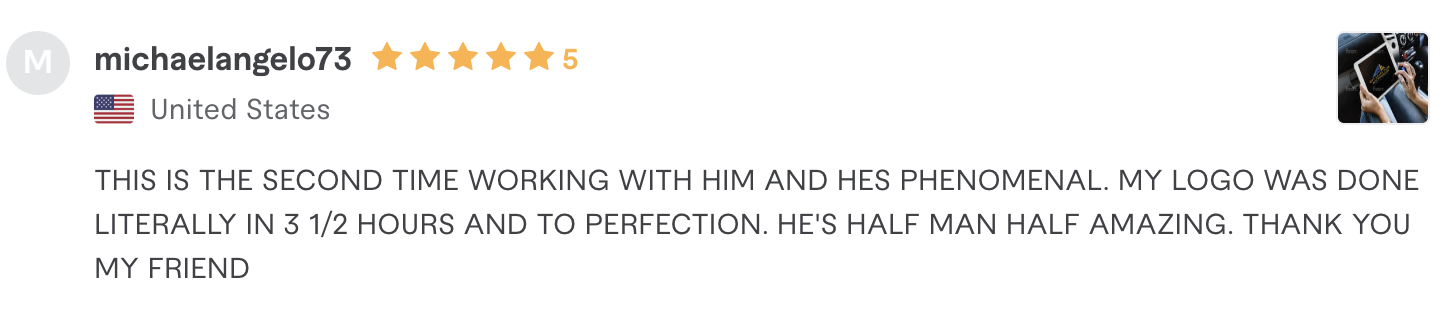 M
michaelangelo73 5
United States
THIS IS THE SECOND TIME WORKING WITH HIM AND HES PHENOMENAL. MY LOGO WAS DONE
LITERALLY IN 3 1/2 HOURS AND TO PERFECTION. HE'S HALF MAN HALF AMAZING. THANK YOU
MY FRIEND